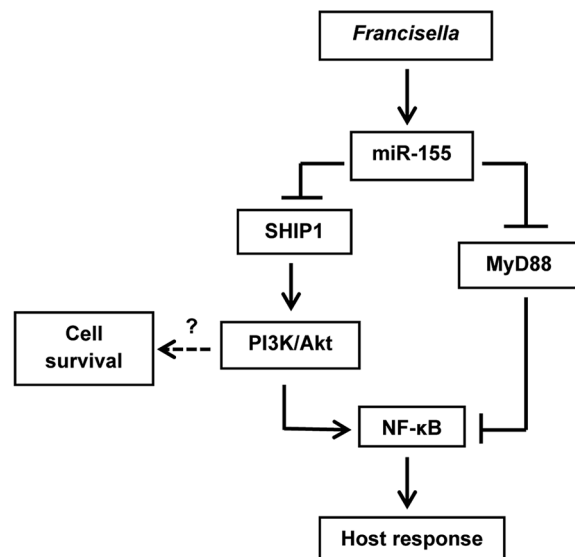 Francisella
miR-155
SHIP1
MyD88
Cell
survival
?
PI3K/Akt
NF-κB
Host response